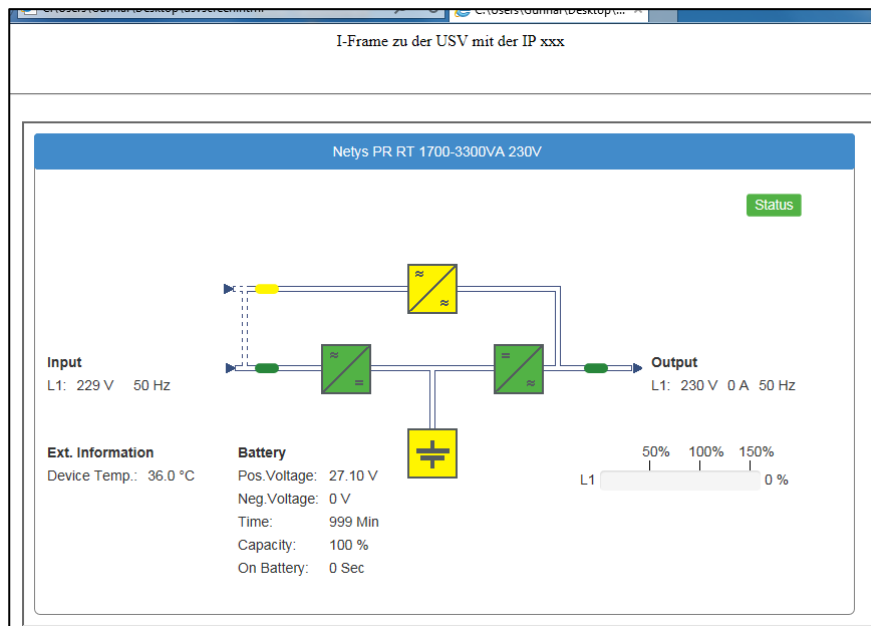 I-Frame zu der USV mit der IP xxx
Netys PR RT 1700-3300VA 230V
Status
Input
L1: 229 V 50 Hz
Output
L1: 230 V 0 A 50 Hz
Ext. Information
Device Temp.: 36.0 °C
Battery
Pos.Voltage: 27.10 V
Neg.Voltage: 0 V
Time: 999 Min
Capacity: 100 %
On Battery: 0 Sec
50% 100% 150%
L1 0 %